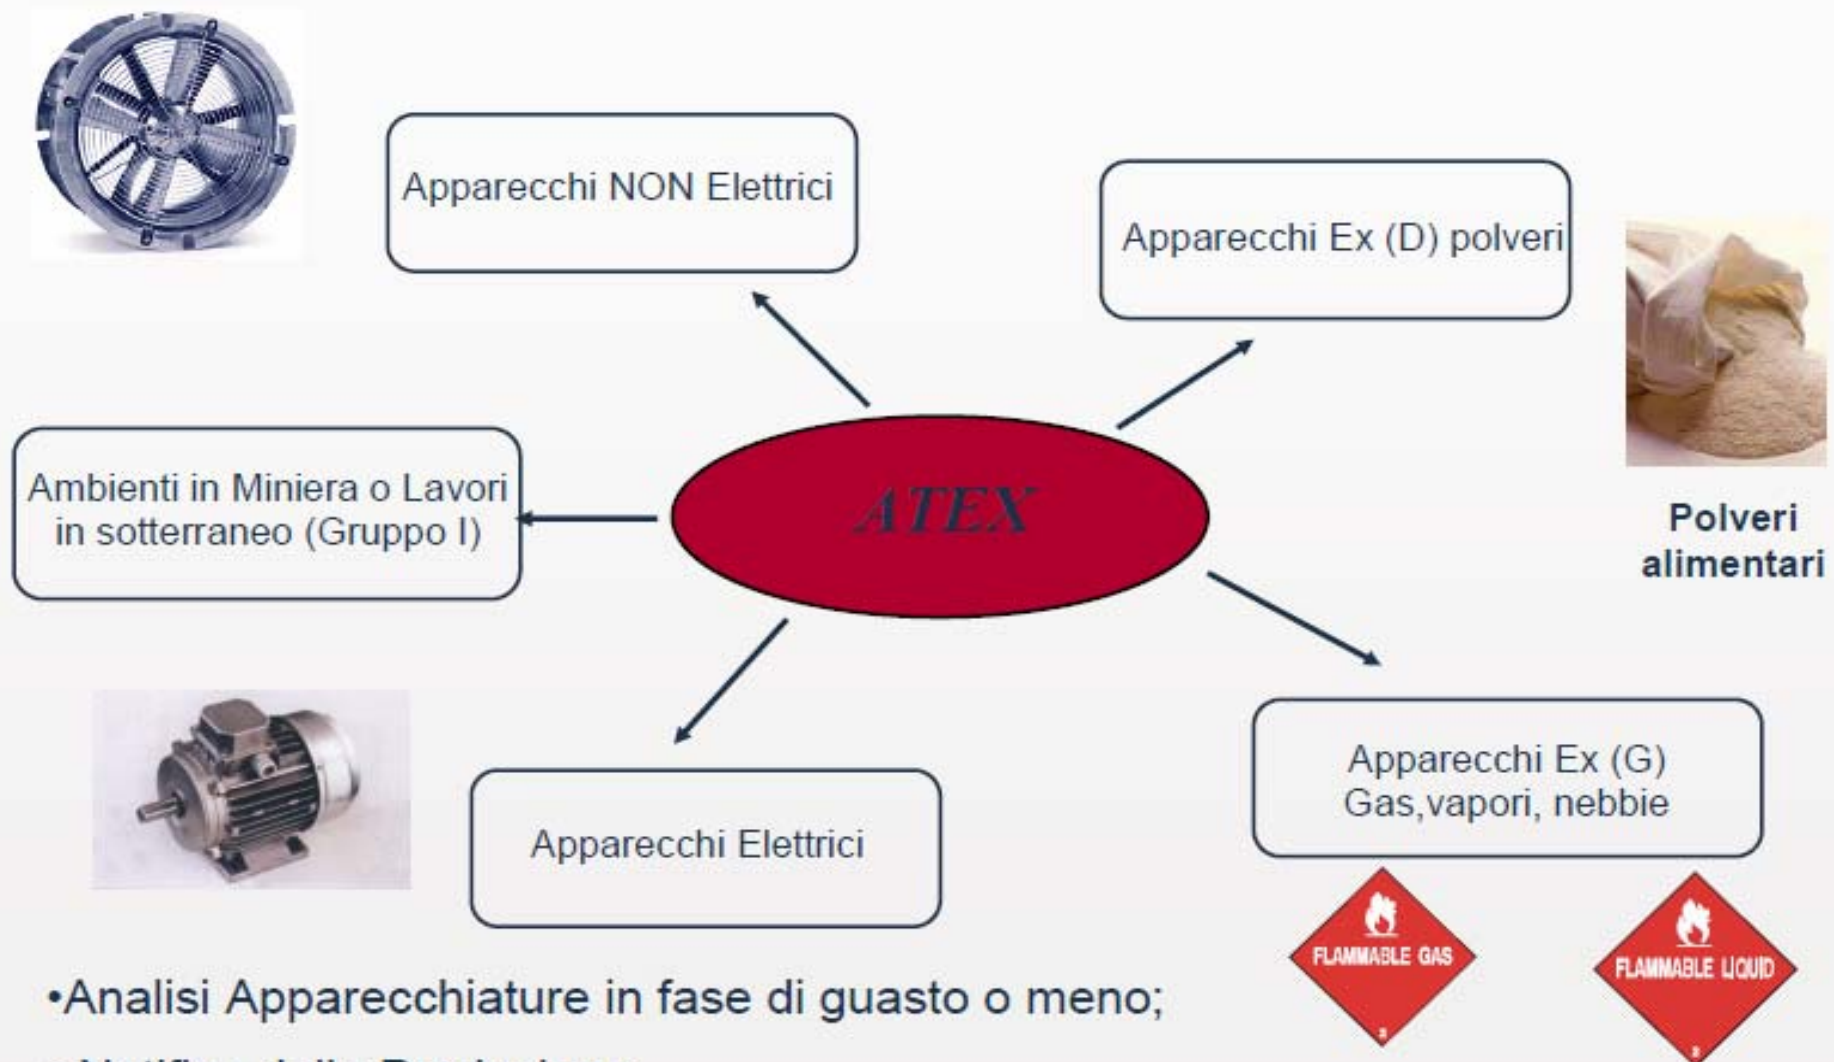 Apparecchi NON Elettrici
Apparecchi Ex (D) polveri
Ambienti in Miniera o Lavori
in sotterraneo (Gruppo I)
ATEX
Polveri
alimentari
Apparecchi Elettrici
Apparecchi Ex (G)
Gas,vapori, nebbie
FLAMMABLE GAS
FLAMMABLE LIQUID
•Analisi Apparecchiature in fase di guasto o meno;